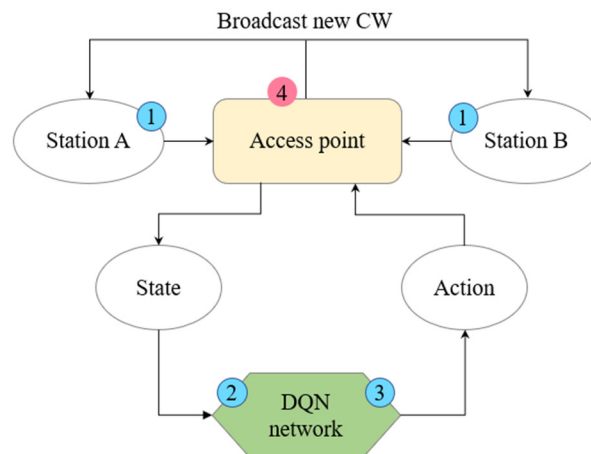 Broadcast new CW
4
1
1
Station A
Access point
Station B
State
Action
2
3
DQN
network